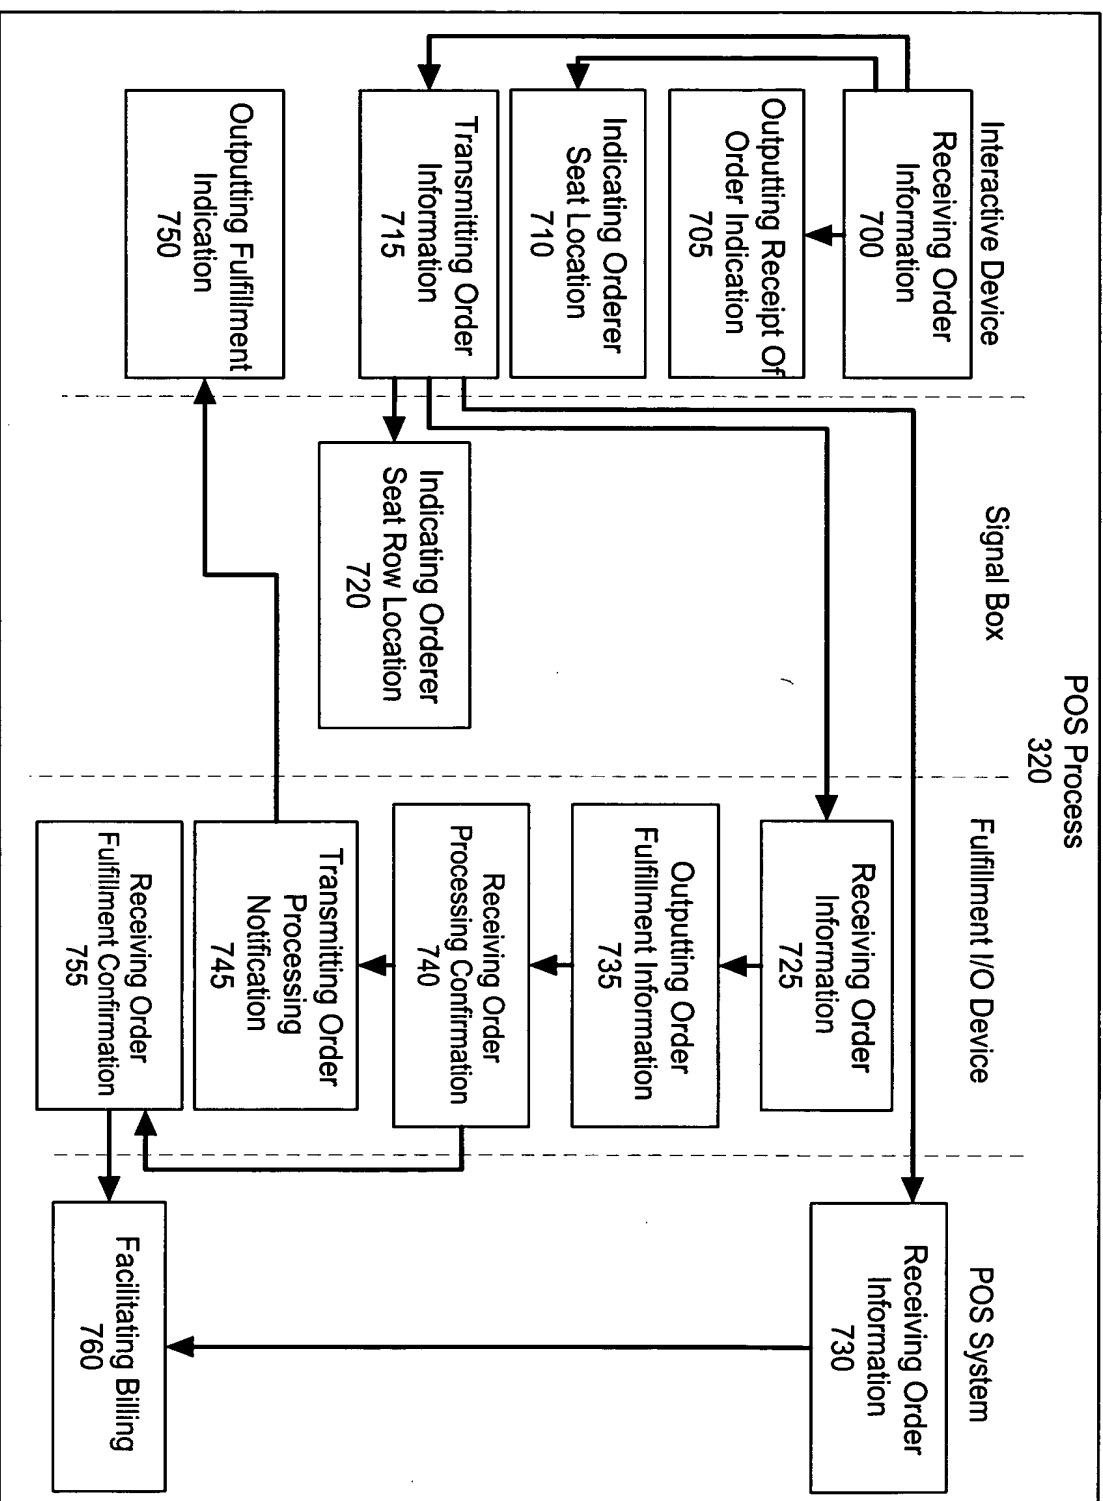 POS Process
320
Interactive Device
Signal Box
Fulfillment I/O Device
POS System
Receiving Order
Information
700
Outputting Receipt Of
Order Indication
705
Indicating Orderer
Seat Location
710
Transmitting Order
Information
715
Outputting Fulfillment
Indication
750
Indicating Orderer
Seat Row Location
720
Receiving Order
Information
725
Outputting Order
Fulfillment Information
735
Receiving Order
Processing Confirmation
740
Transmitting Order
Processing
Notification
745
Receiving Order
Fulfillment Confirmation
755
Receiving Order
Information
730
Facilitating Billing
760